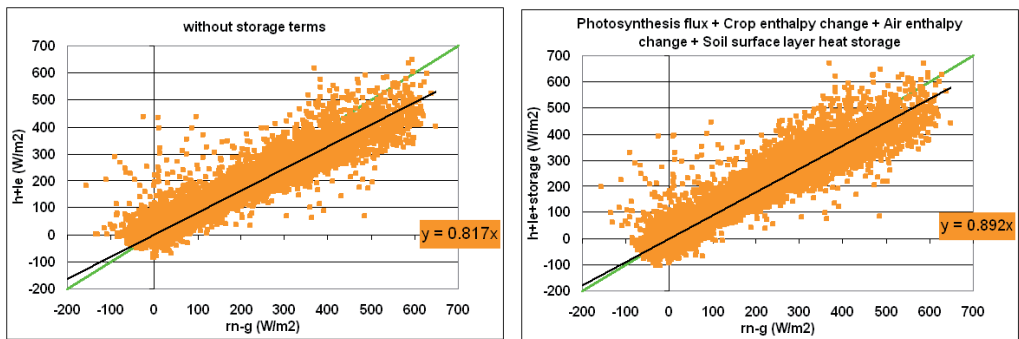 without storage terms
700
600
500
400
300
200
100
0
-100
-200
-200 -100 0 100 200 300 400 500 600 700
h+le (W/m2)
rn-g (W/m2)
y = 0.817x
Photosynthesis flux + Crop enthalpy change + Air enthalpy
change + Soil surface layer heat storage
700
600
500
400
300
200
100
0
-100
-200
-200 -100 0 100 200 300 400 500 600 700
h+le+storage (W/m2)
rn-g (W/m2)
y = 0.892x